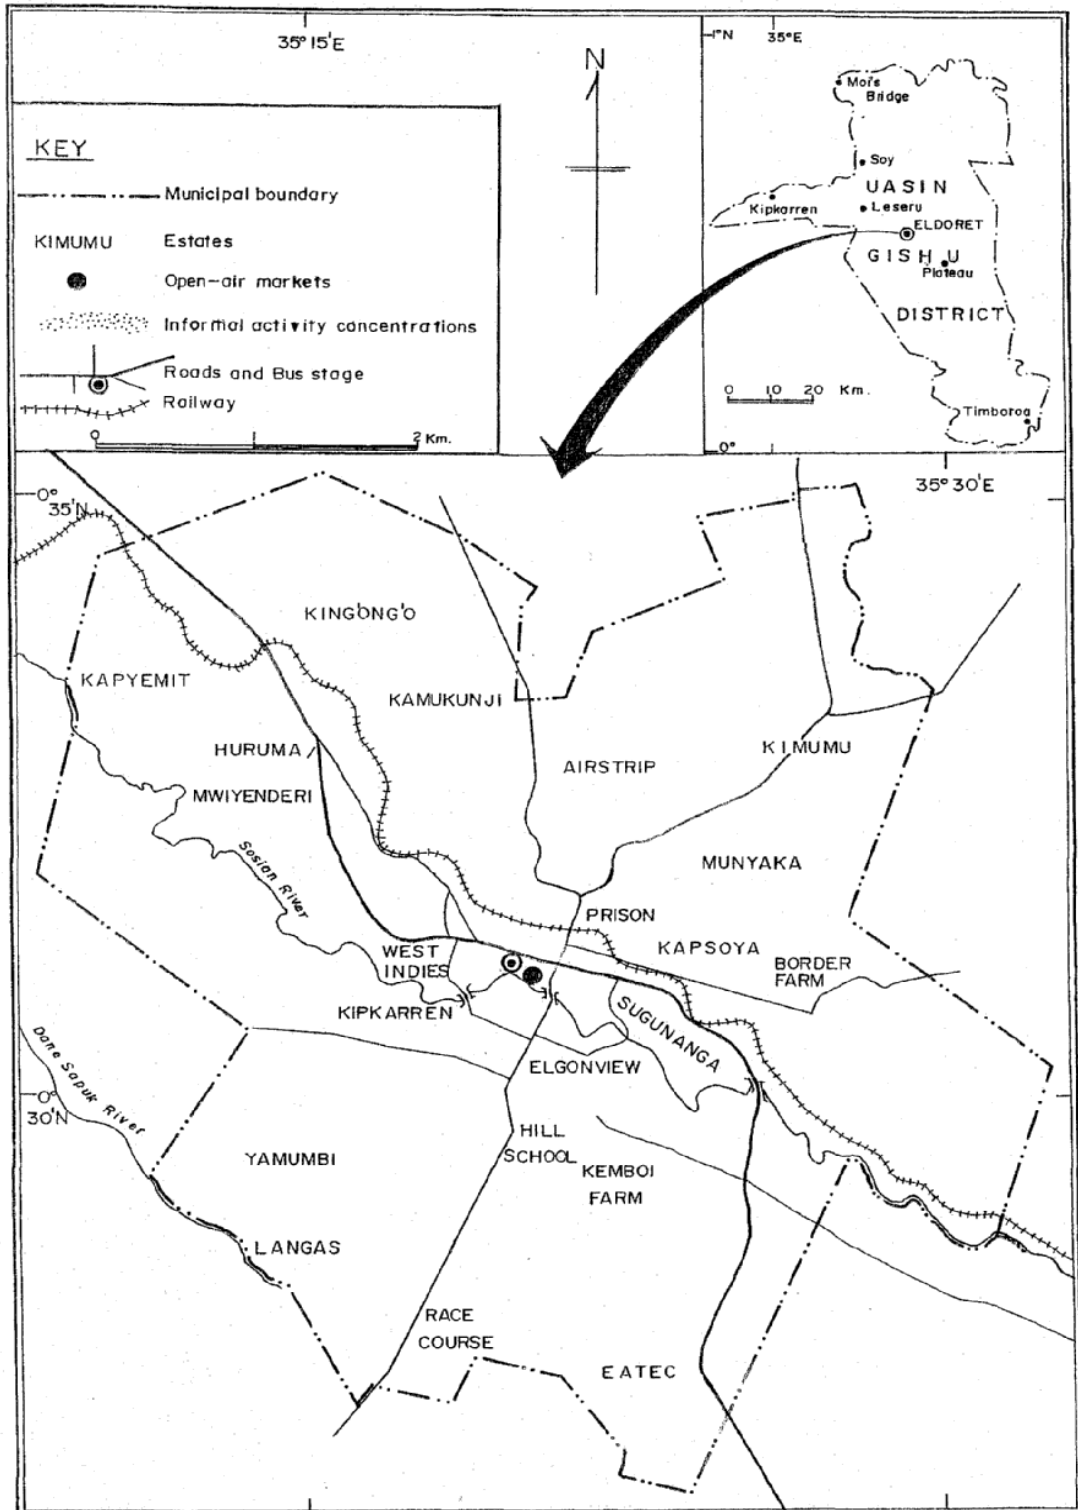 35°15'E
N
1°N 35°E
KEY
Municipal boundary
KIMUMU Estates
Open-air markets
Informal activity concentrations
Roads and Bus stage
Railway
0 1 2 Km.
Moi's
Bridge
Soy
UASIN
Kipkarren
Leseru
ELDORET
GISHU
Plateau
DISTRICT
0 10 20 Km.
Timboroa
0°
0°
35'N
35°30'E
KINGÓNGÓ
KAPYEMIT
KAMUKUNJI
HURUMA
KIMUMU
AIRSTRIP
MWIYENDERI
Sosian River
MUNYAKA
PRISON
KAPSOYA
WEST
INDIES
BORDER
FARM
KIPKARREN
SUGUNANGA
ELGONVIEW
Dane Sapuk River
0°
30'N
HILL
SCHOOL
YAMUMBI
KEMBOI
FARM
LANGAS
RACE
COURSE
EATEC